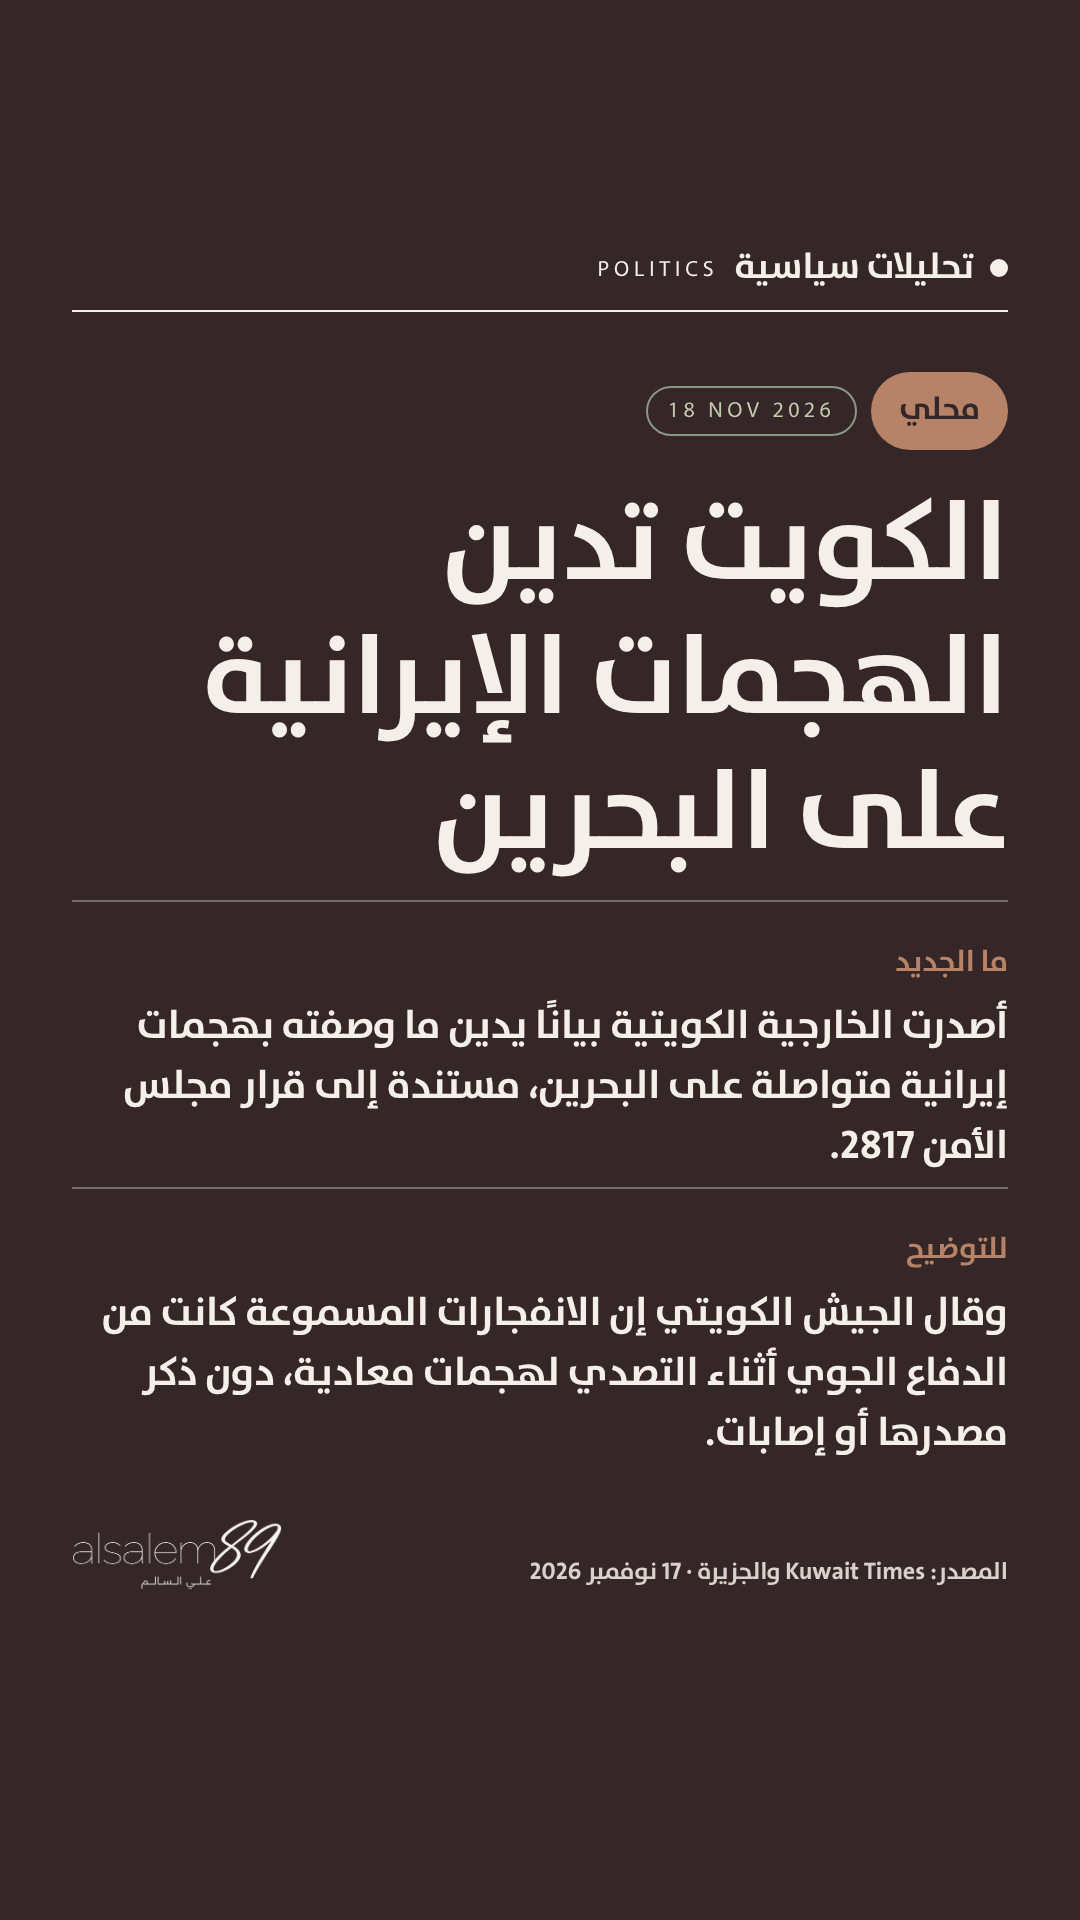 تحليلات سياسية POLITICS
محلي 18 NOV 2026
الكويت تدين
الهجمات الإيرانية
على البحرين
ما الجديد
أصدرت الخارجية الكويتية بيانًا يدين ما وصفته بهجمات
إيرانية متواصلة على البحرين، مستندة إلى قرار مجلس
الأمن 2817.
للتوضيح
وقال الجيش الكويتي إن الانفجارات المسموعة كانت من
الدفاع الجوي أثناء التصدي لهجمات معادية، دون ذكر
مصدرها أو إصابات.
المصدر: Kuwait Times والجزيرة · 17 نوفمبر 2026
alsalem89
علي السالم